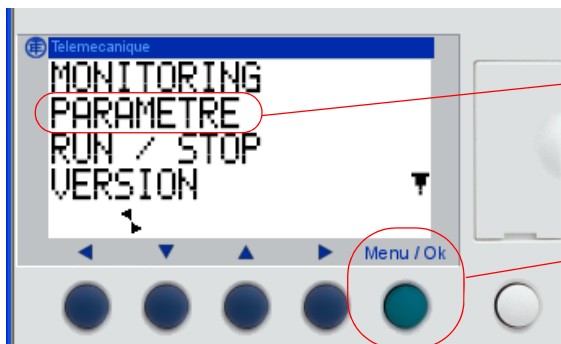 Telemecanique
MONITORING
PARAMETRE
RUN / STOP
VERSION
Menu / Ok